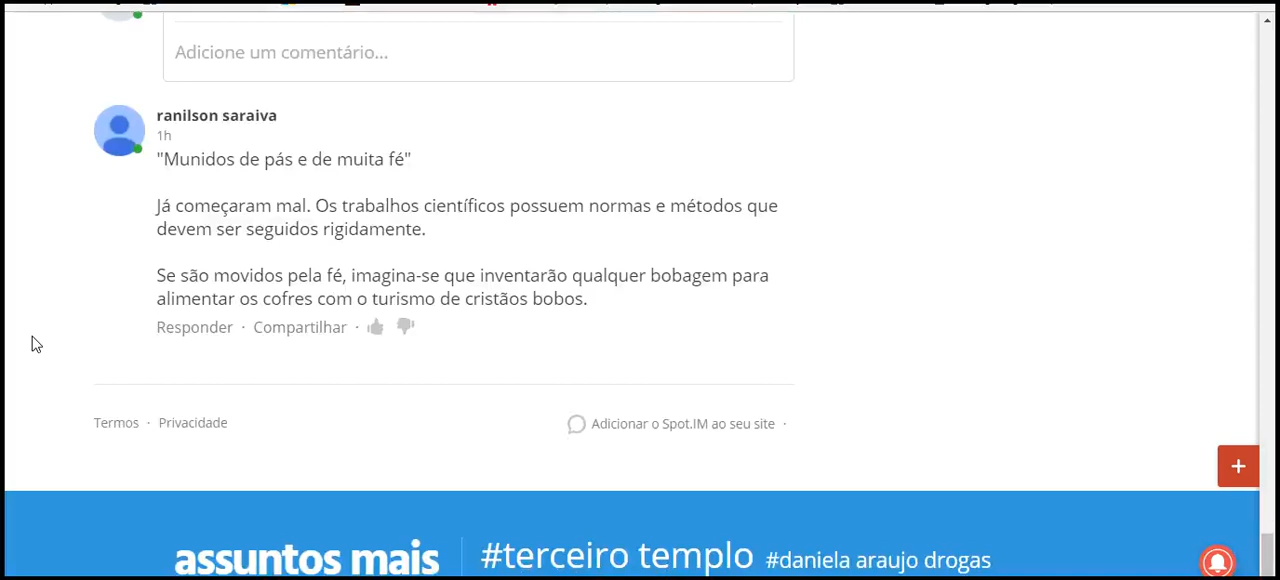 Adicione um comentário...
ranilson saraiva
1h
"Munidos de pás e de muita fé"
Já começaram mal. Os trabalhos científicos possuem normas e métodos que
devem ser seguidos rigidamente.
Se são movidos pela fé, imagina-se que inventarão qualquer bobagem para
alimentar os cofres com o turismo de cristãos bobos.
Responder · Compartilhar ·
Termos · Privacidade
Adicionar o Spot.IM ao seu site ·
+
assuntos mais
#terceiro templo #daniela araujo drogas